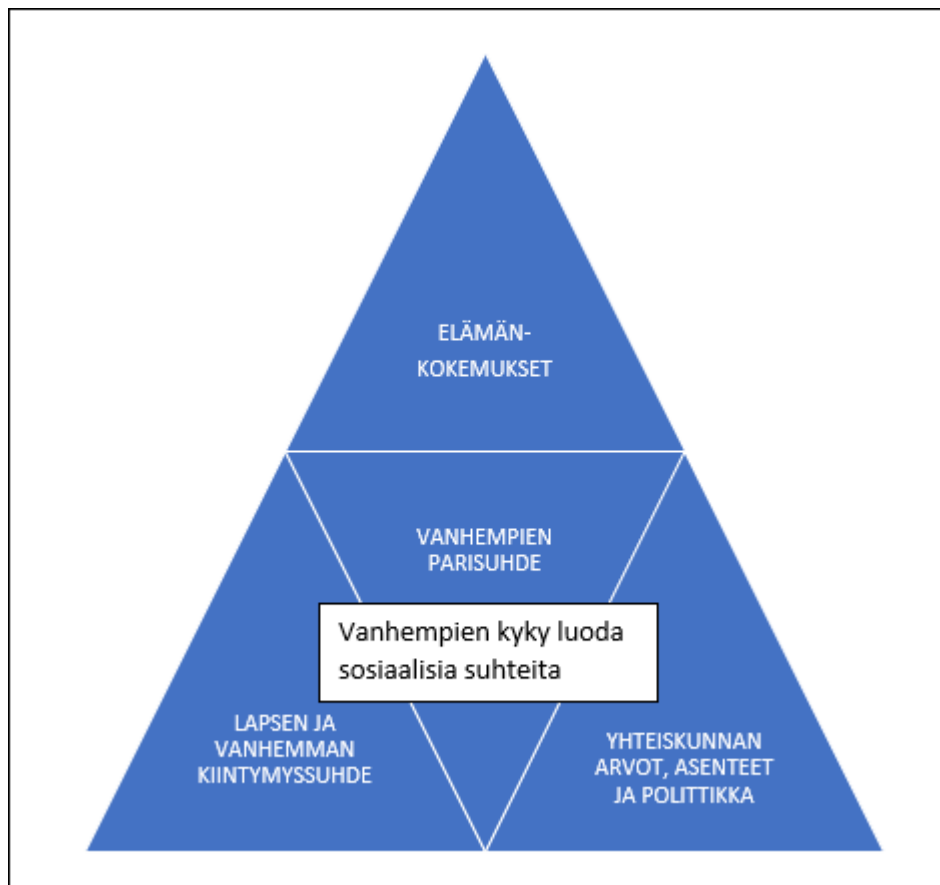 ELÄMÄN-
KOKEMUKSET
VANHEMPIEN
PARISUHDE
Vanhempien kyky luoda
sosiaalisia suhteita
LAPSEN JA
VANHEMMAN
KIINTYMYSSUHDE
YHTEISKUNNAN
ARVOT, ASENTEET
JA POLITTIKKA